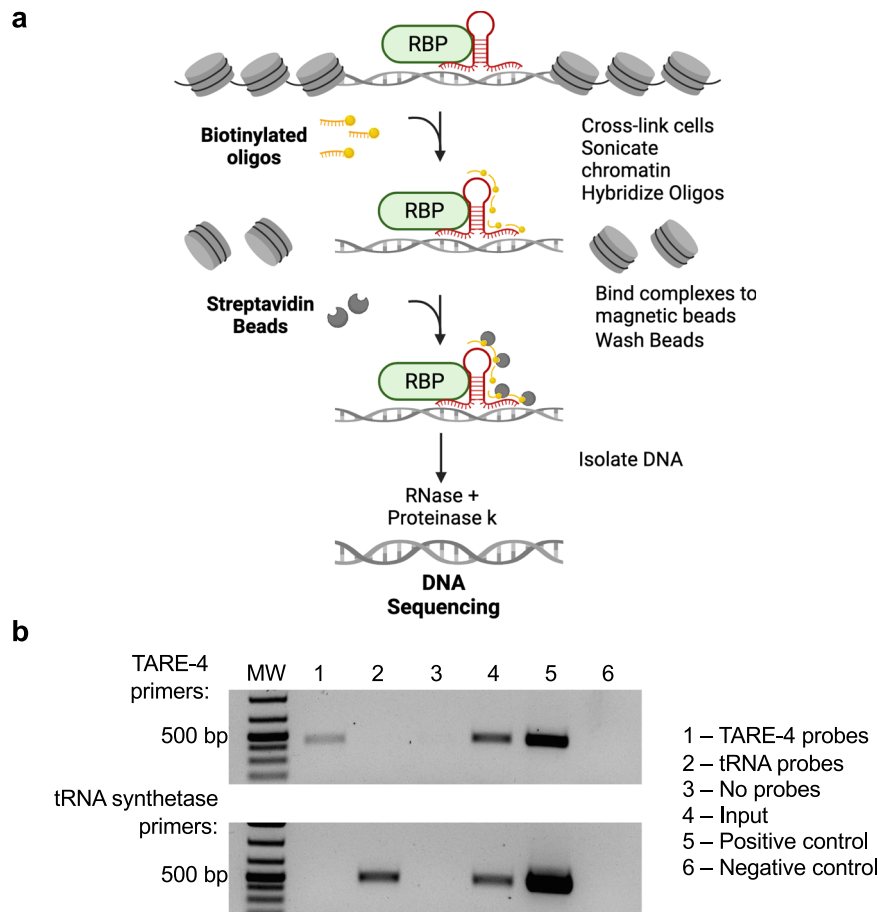 a
RBP
Biotinylated
oligos
Cross-link cells
Sonicate
chromatin
Hybridize Oligos
RBP
Streptavidin
Beads
Bind complexes to
magnetic beads
Wash Beads
RBP
Isolate DNA
RNase +
Proteinase k
DNA
Sequencing
b
TARE-4
primers:
MW 1 2 3 4 5 6
500 bp
tRNA synthetase
primers:
500 bp
1 – TARE-4 probes
2 – tRNA probes
3 – No probes
4 – Input
5 – Positive control
6 – Negative control